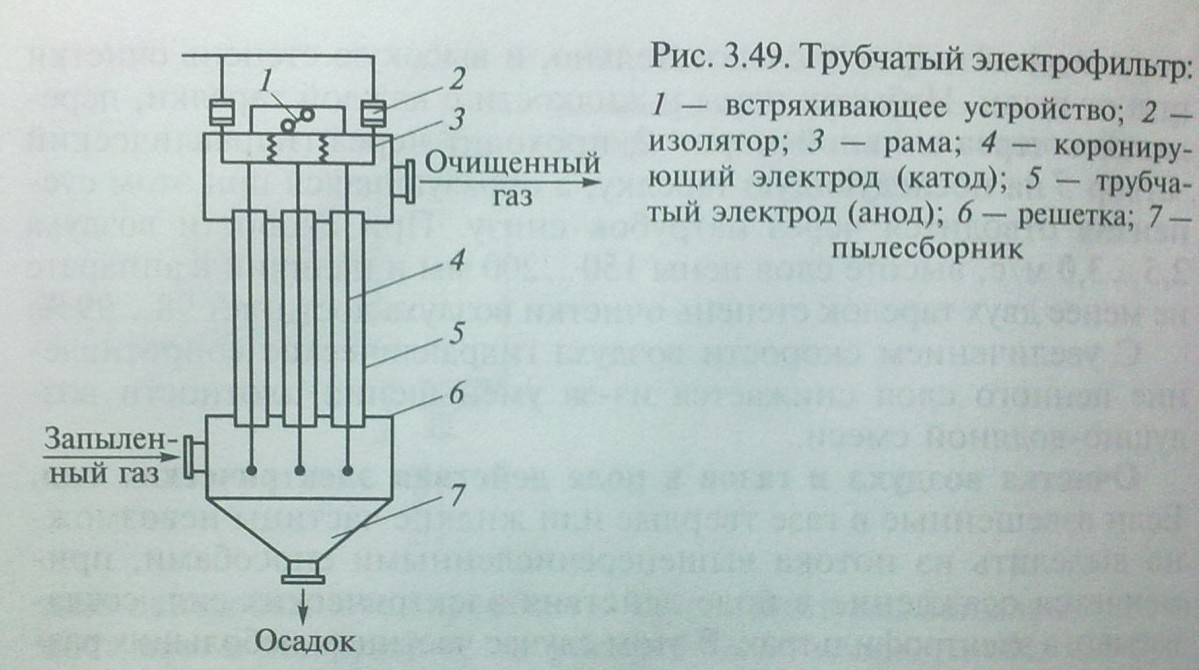 Рис. 3.49. Трубчатый электрофильтр:
1 — встряхивающее устройство; 2 —
изолятор; 3 — рама; 4 — корониру-
ющий электрод (катод); 5 — трубча-
тый электрод (анод); 6 — решетка; 7 —
пылесборник
1
2
3
Очищенный
газ
4
5
6
Запылен-
ный газ
7
Осадок